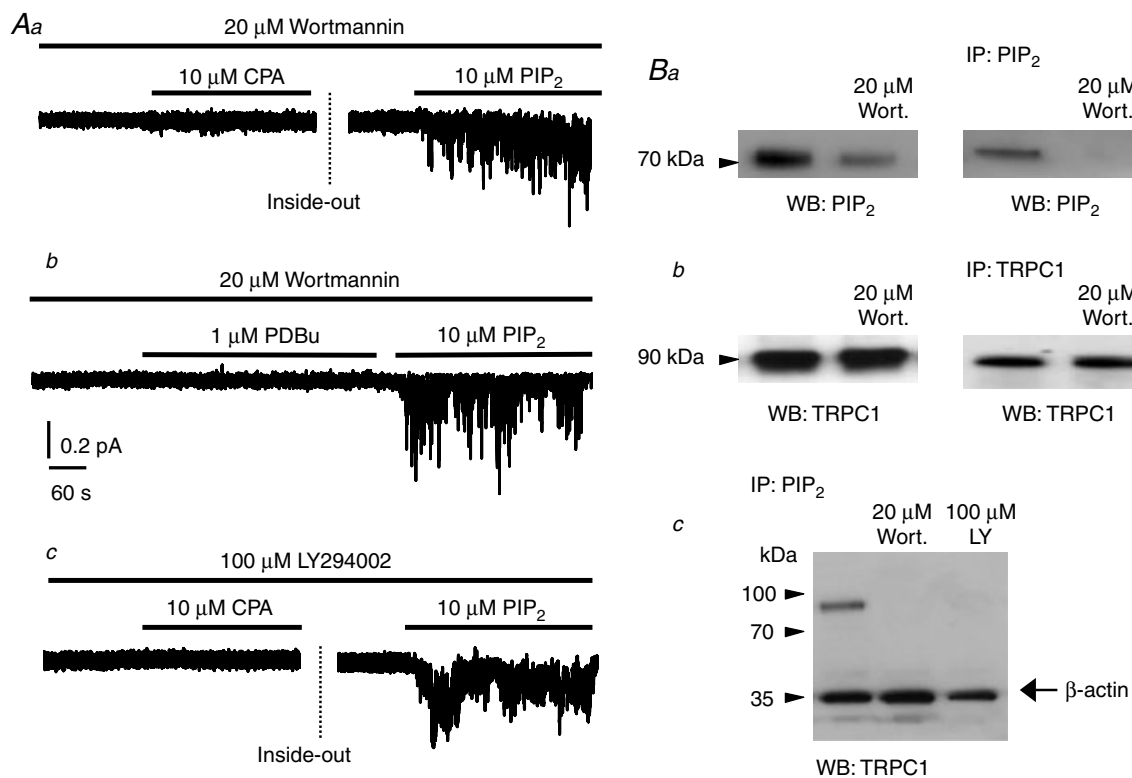 Aa
20 μM Wortmannin
10 μM CPA
10 μM PIP₂
Inside-out
b
20 μM Wortmannin
1 μM PDBu
10 μM PIP₂
0.2 pA
60 s
c
100 μM LY294002
10 μM CPA
10 μM PIP₂
Inside-out
Ba
IP: PIP₂
20 μM
Wort.
20 μM
Wort.
70 kDa
WB: PIP₂
WB: PIP₂
b
IP: TRPC1
20 μM
Wort.
20 μM
Wort.
90 kDa
WB: TRPC1
WB: TRPC1
IP: PIP₂
c
20 μM
Wort.
100 μM
LY
kDa
100
70
35
β-actin
WB: TRPC1